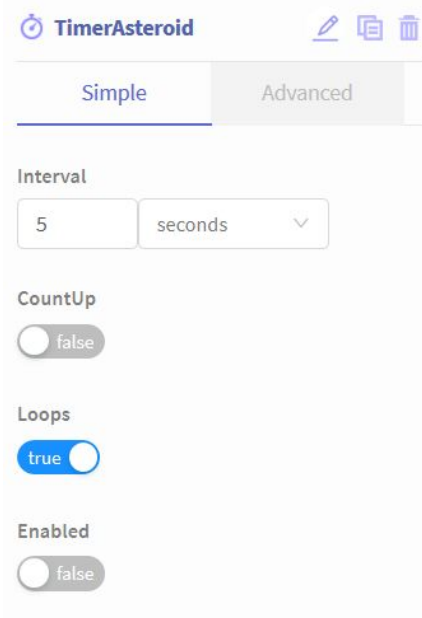 TimerAsteroid
Simple Advanced
Interval
5 seconds
CountUp
false
Loops
true
Enabled
false